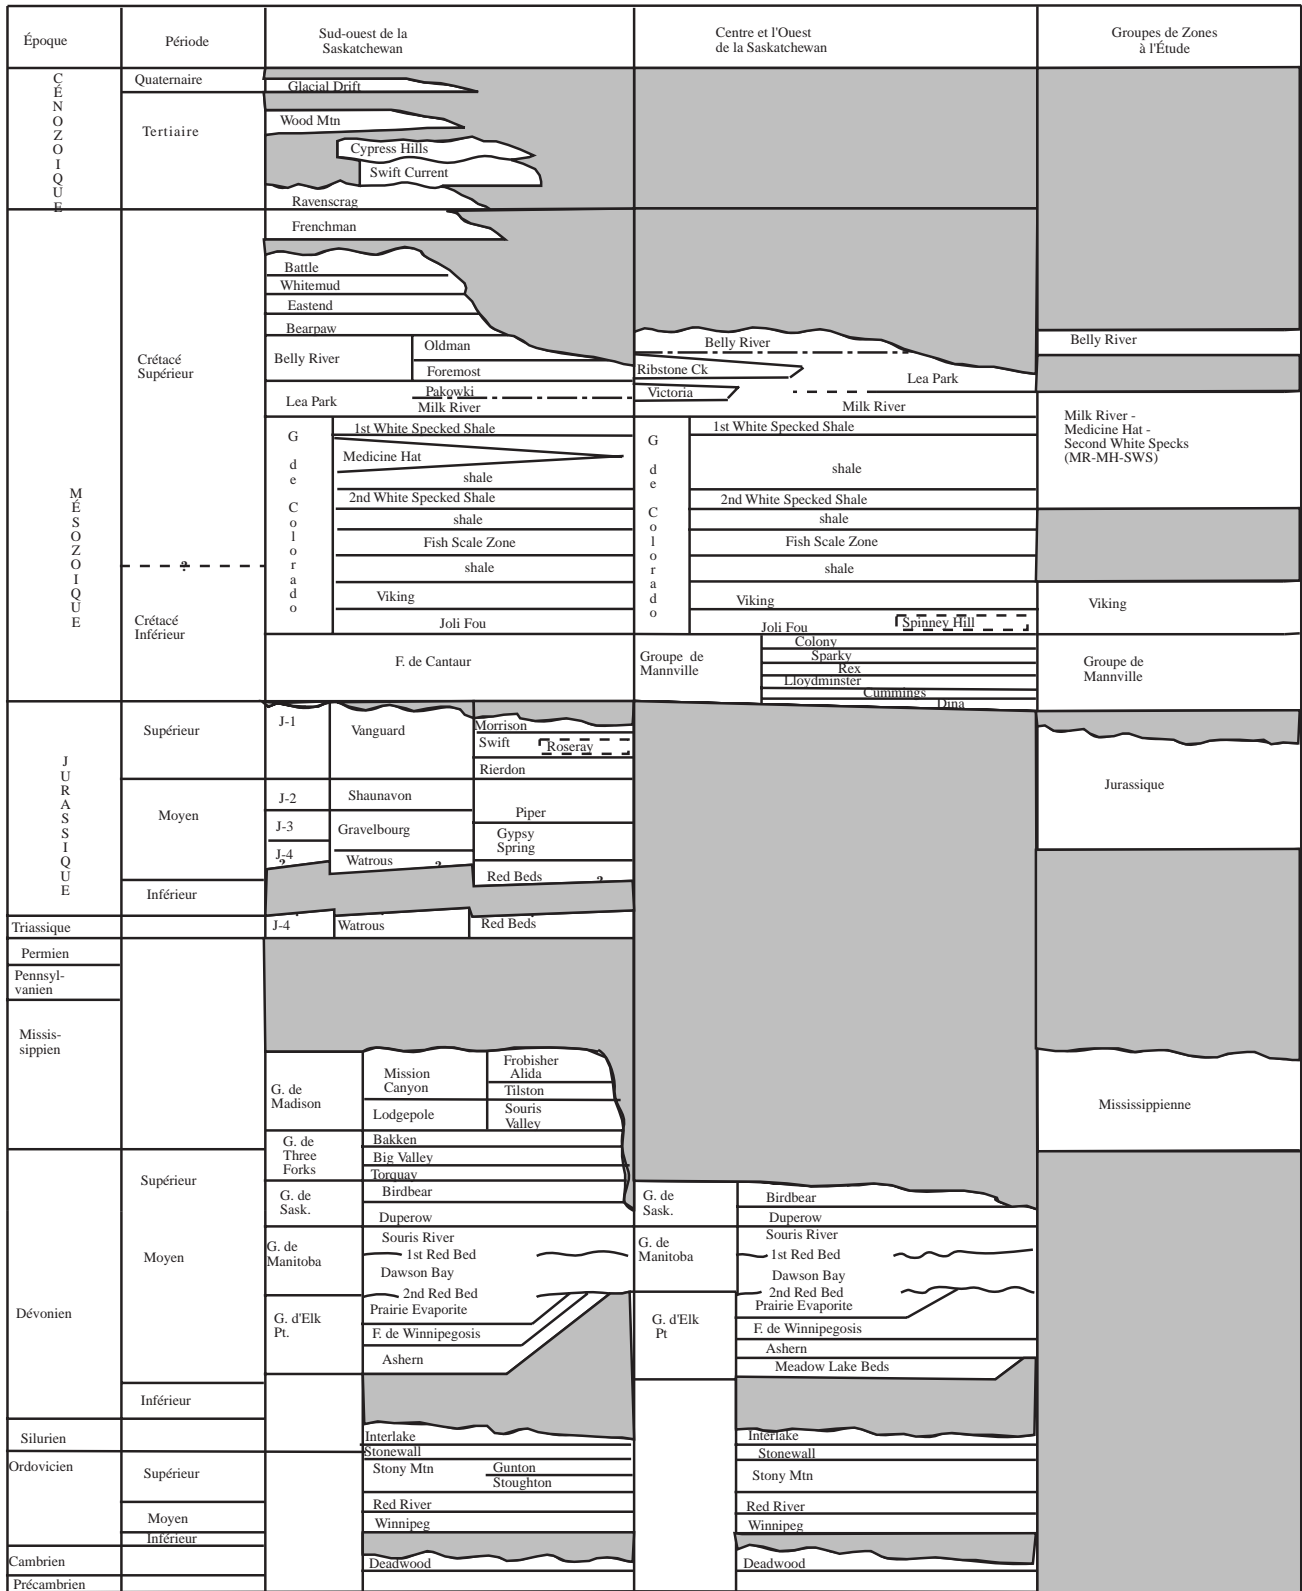 Époque
Période
Sud-ouest de la
Saskatchewan
Centre et l'Ouest
de la Saskatchewan
Groupes de Zones
à l'Étude
CÉNOZOIQUE
Quaternaire
Glacial Drift
Tertiaire
Wood Mtn
Cypress Hills
Swift Current
Ravenscrag
MÉSOZOIQUE
Crétacé
Supérieur
Frenchman
Battle
Whitemud
Eastend
Bearpaw
Belly River
Oldman
Foremost
Lea Park
Pakowki
Milk River
Belly River
Ribstone Ck
Victoria
Lea Park
Milk River
Belly River
G de Colorado
1st White Specked Shale
Medicine Hat
shale
2nd White Specked Shale
shale
Fish Scale Zone
shale
Viking
Joli Fou
G de Colorado
1st White Specked Shale
shale
2nd White Specked Shale
shale
Fish Scale Zone
shale
Viking
Joli Fou
Spinney Hill
Milk River -
Medicine Hat -
Second White Specks
(MR-MH-SWS)
Viking
?
Crétacé
Inférieur
F. de Cantaur
Groupe de
Mannville
Colony
Sparky
Rex
Lloydminster
Cummings
Dina
Groupe de
Mannville
JURASSIQUE
Supérieur
J-1
Vanguard
Morrison
Swift
Roseray
Rierdon
Moyen
J-2
Shaunavon
Piper
J-3
Gravelbourg
Gypsy
Spring
J-4
?
Watrous
?
Red Beds
?
Jurassique
Inférieur
Triassique
J-4
Watrous
Red Beds
Permien
Pennsyl-
vanien
Missis-
sippien
G. de
Madison
Mission
Canyon
Frobisher
Alida
Tilston
Lodgepole
Souris
Valley
Mississippienne
G. de
Three
Forks
Bakken
Big Valley
Torquay
Dévonien
Supérieur
G. de
Sask.
Birdbear
Duperow
G. de
Sask.
Birdbear
Duperow
Moyen
G. de
Manitoba
Souris River
1st Red Bed
Dawson Bay
2nd Red Bed
G. de
Manitoba
Souris River
1st Red Bed
Dawson Bay
2nd Red Bed
G. d'Elk
Pt.
Prairie Evaporite
F. de Winnipegosis
Ashern
G. d'Elk
Pt
Prairie Evaporite
F. de Winnipegosis
Ashern
Meadow Lake Beds
Inférieur
Silurien
Interlake
Interlake
Ordovicien
Stonewall
Stonewall
Supérieur
Stony Mtn
Gunton
Stoughton
Stony Mtn
Red River
Red River
Moyen
Winnipeg
Winnipeg
Inférieur
Cambrien
Deadwood
Deadwood
Précambrien